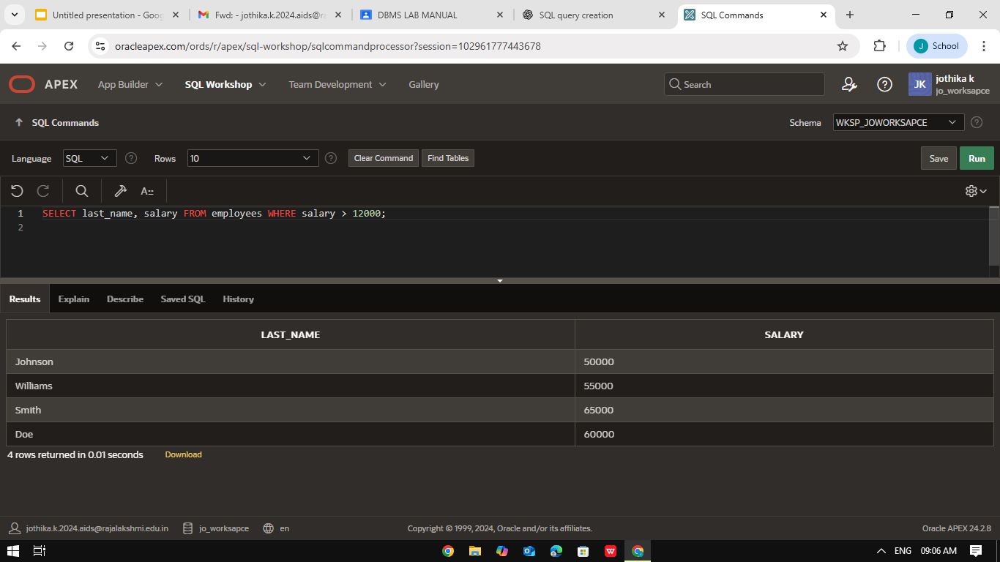 Untitled presentation - Goog
Fwd: - jothika.k.2024.aids@ra
DBMS LAB MANUAL
SQL query creation
SQL Commands
oracleapex.com/ords/r/apex/sql-workshop/sqlcommandprocessor?session=102961777443678
J School
APEX App Builder SQL Workshop Team Development Gallery Search JK jothika k
jo_worksapce
SQL Commands Schema WKSP_JOWORKSAPCE ?
Language SQL ? Rows 10 ? Clear Command Find Tables Save Run
A
1 SELECT last_name, salary FROM employees WHERE salary > 12000;
2
Results Explain Describe Saved SQL History
LAST_NAME SALARY
Johnson 50000
Williams 55000
Smith 65000
Doe 60000
4 rows returned in 0.01 seconds Download
jothika.k.2024.aids@rajalakshmi.edu.in jo_worksapce en Copyright © 1999, 2024, Oracle and/or its affiliates. Oracle APEX 24.2.8
ENG 09:06 AM